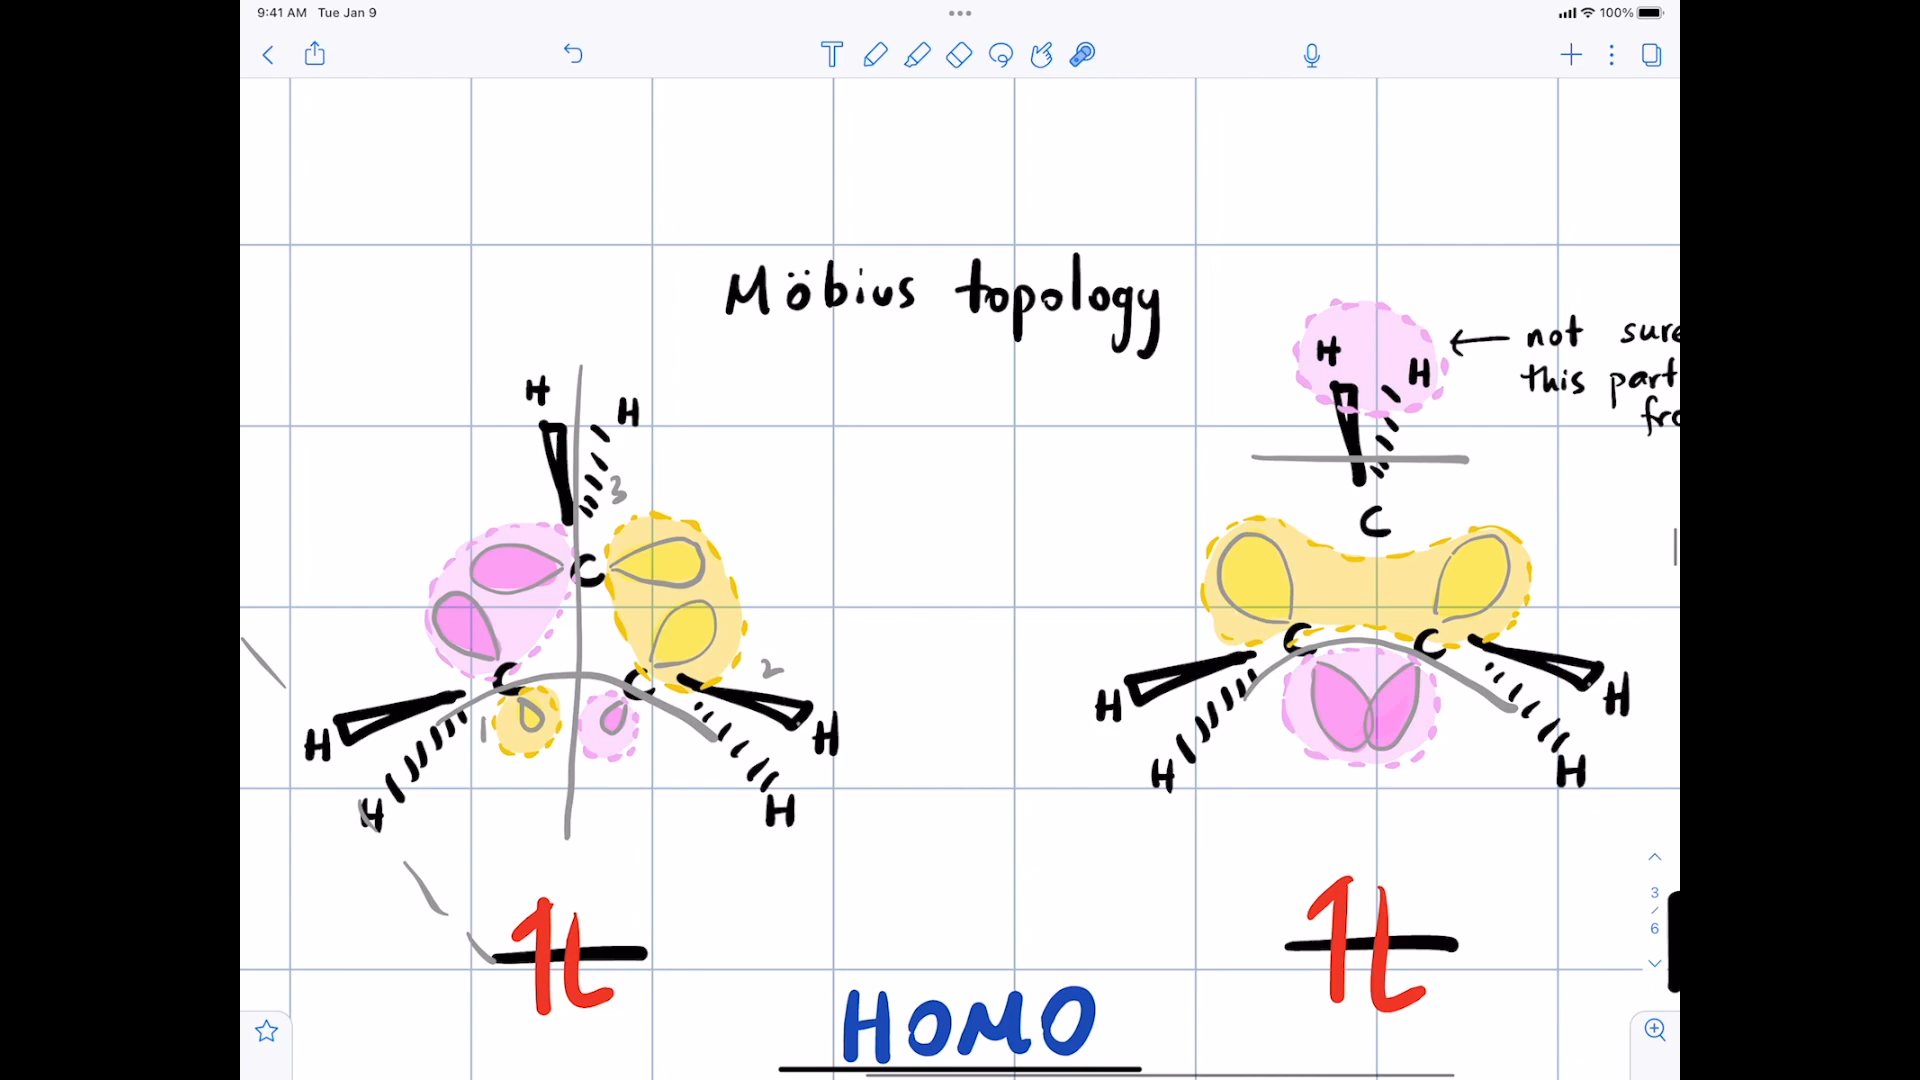 9:41 AM Tue Jan 9
100%
T
Möbius topology
not sure
this part
H H
H H
3
C
C
C C
C C
2
1
H H
H H
H H
H H
3
/
6
HOMO